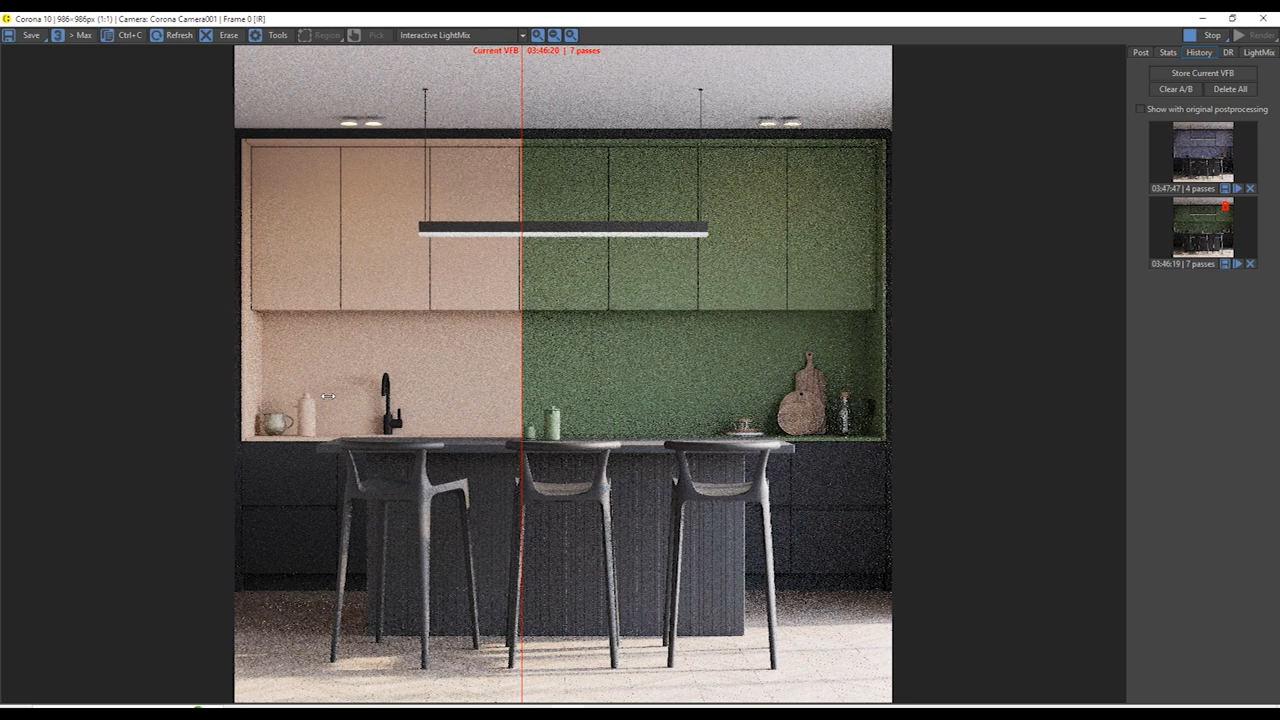 Corona 10 | 986×986px (1:1) | Camera: Corona Camera001 | Frame 0 [IR]
Save 3 > Max Ctrl+C Refresh Erase Tools Region Pick Interactive LightMix Stop Render
Current VFB 03:46:20 | 7 passes
Post Stats History DR LightMix
Store Current VFB
Clear A/B Delete All
Show with original postprocessing
03:47:47 | 4 passes
03:46:19 | 7 passes